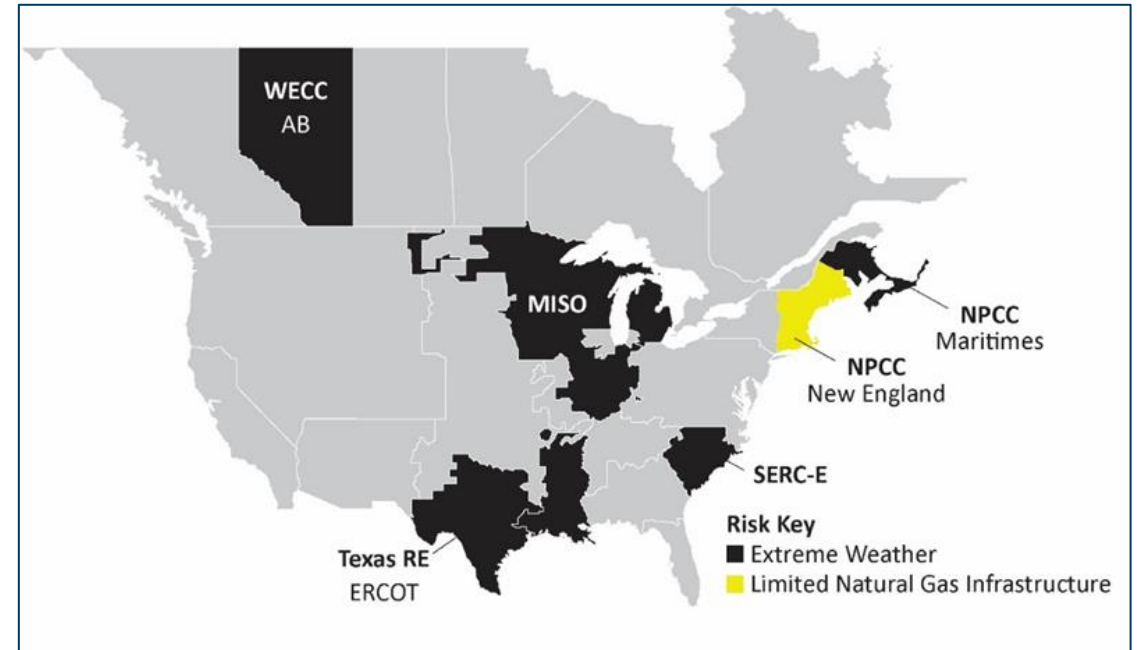 WECC
AB
MISO
NPCC
Maritimes
NPCC
New England
SERC-E
Texas RE
ERCOT
Risk Key
Extreme Weather
Limited Natural Gas Infrastructure